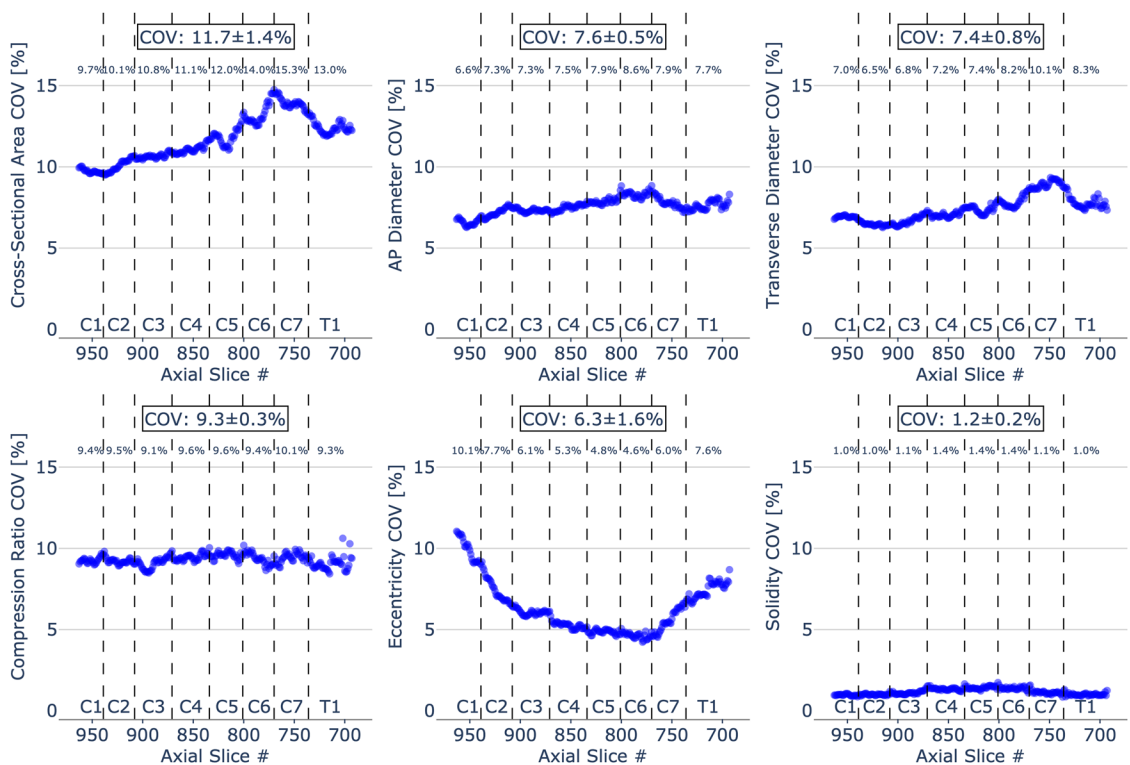 COV: 11.7±1.4%
9.7% 10.1% 10.8% 11.1% 12.0% 14.0% 15.3% 13.0%
Cross-Sectional Area COV [%]
15
10
5
0
C1 C2 C3 C4 C5 C6 C7 T1
950 900 850 800 750 700
Axial Slice #
COV: 7.6±0.5%
6.6% 7.3% 7.3% 7.5% 7.9% 8.6% 7.9% 7.7%
AP Diameter COV [%]
15
10
5
0
C1 C2 C3 C4 C5 C6 C7 T1
950 900 850 800 750 700
Axial Slice #
COV: 7.4±0.8%
7.0% 6.5% 6.8% 7.2% 7.4% 8.2% 10.1% 8.3%
Transverse Diameter COV [%]
15
10
5
0
C1 C2 C3 C4 C5 C6 C7 T1
950 900 850 800 750 700
Axial Slice #
COV: 9.3±0.3%
9.4% 9.5% 9.1% 9.6% 9.6% 9.4% 10.1% 9.3%
Compression Ratio COV [%]
15
10
5
0
C1 C2 C3 C4 C5 C6 C7 T1
950 900 850 800 750 700
Axial Slice #
COV: 6.3±1.6%
10.1% 7.7% 6.1% 5.3% 4.8% 4.6% 6.0% 7.6%
Eccentricity COV [%]
15
10
5
0
C1 C2 C3 C4 C5 C6 C7 T1
950 900 850 800 750 700
Axial Slice #
COV: 1.2±0.2%
1.0% 1.0% 1.1% 1.4% 1.4% 1.4% 1.1% 1.0%
Solidity COV [%]
15
10
5
0
C1 C2 C3 C4 C5 C6 C7 T1
950 900 850 800 750 700
Axial Slice #